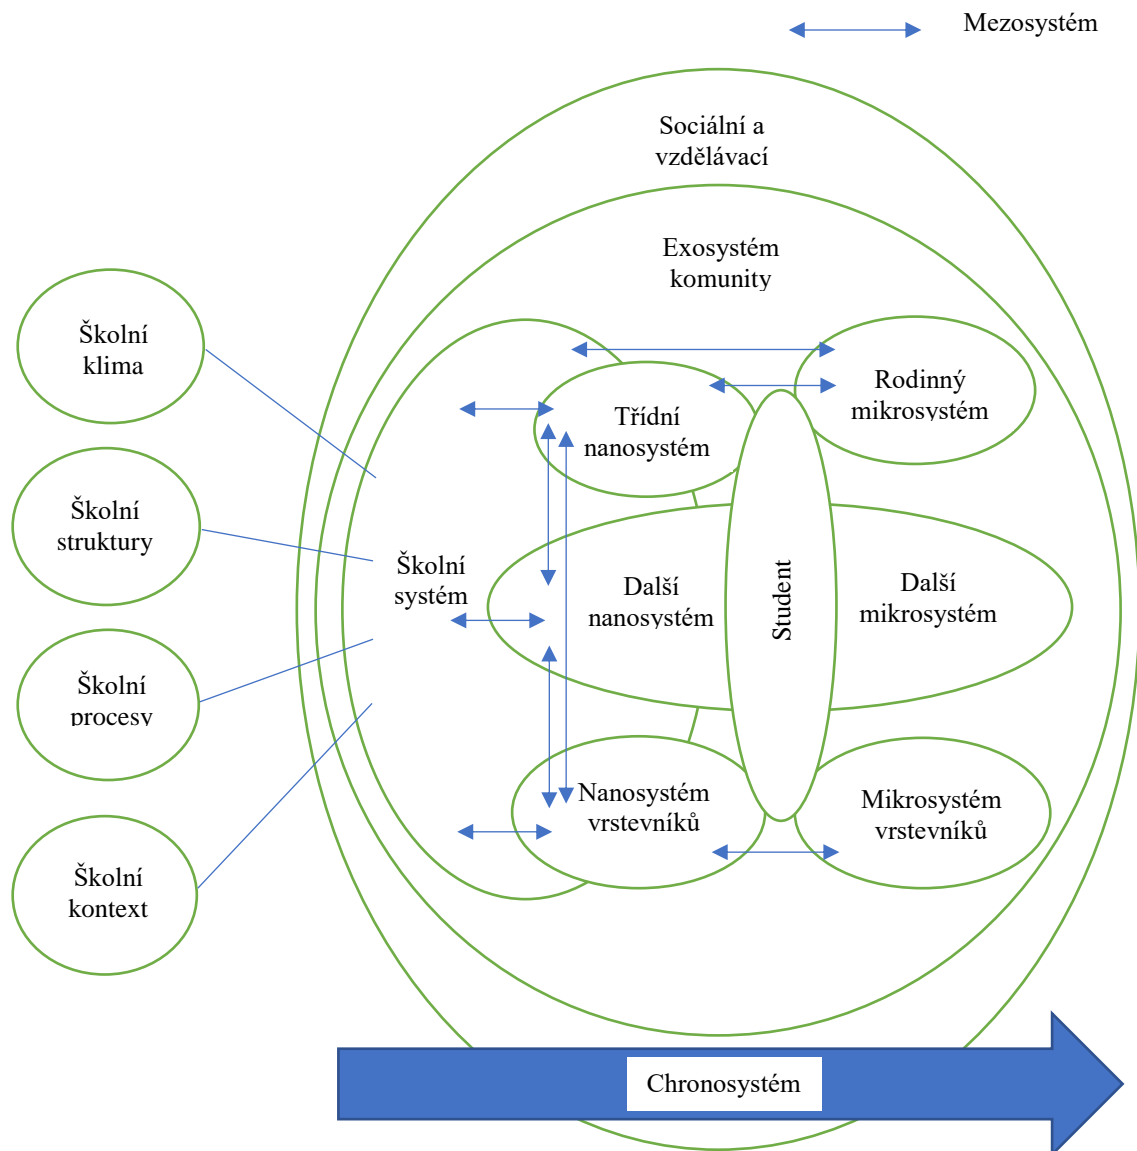 Mezosystém
Sociální a
vzdělávací
Exosystém
komunity
Školní
klima
Školní
struktury
Školní
procesy
Školní
kontext
Školní
systém
Třídní
nanosystém
Rodinný
mikrosystém
Další
nanosystém
Student
Další
mikrosystém
Nanosystém
vrstevníků
Mikrosystém
vrstevníků
Chronosystém